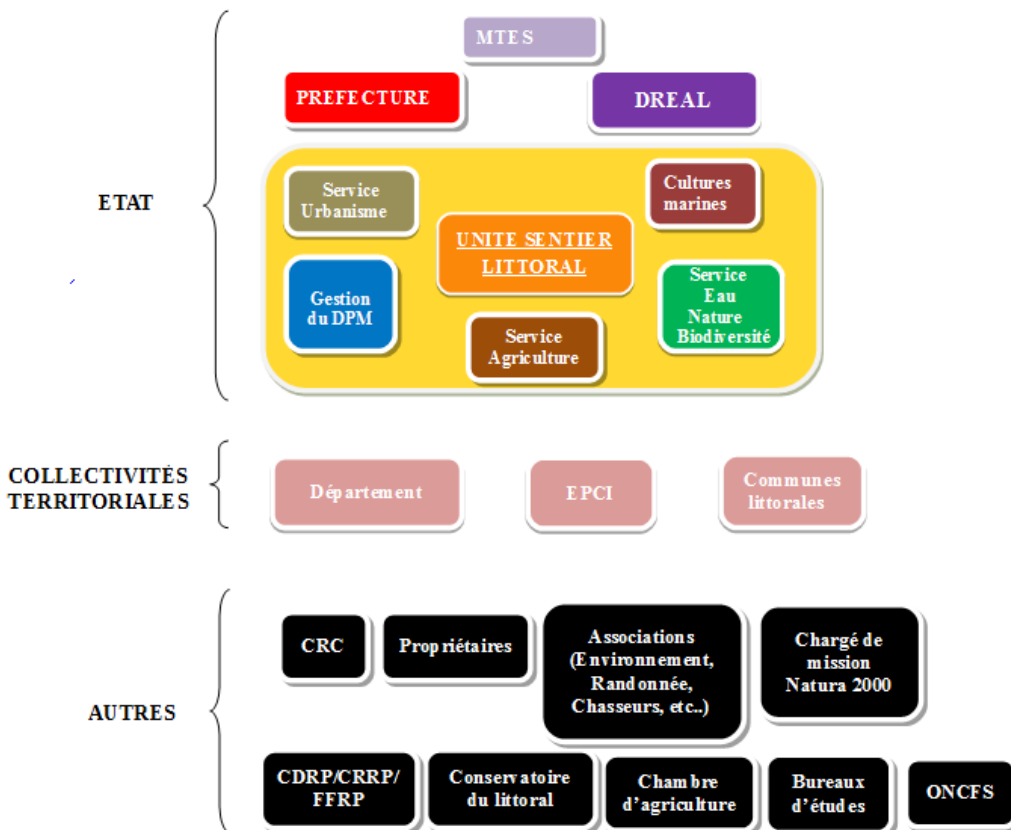 MTES
PREFECTURE
DREAL
ETAT
Service
Urbanisme
Cultures
marines
UNITE SENTIER
LITTORAL
Gestion
du DPM
Service
Eau
Nature
Biodiversité
Service
Agriculture
COLLECTIVITÉS
TERRITORIALES
Département
EPCI
Communes
littorales
AUTRES
CRC
Propriétaires
Associations
(Environnement,
Randonnée,
Chasseurs, etc..)
Chargé de
mission
Natura 2000
CDRP/CRRP/
FFRP
Conservatoire
du littoral
Chambre
d'agriculture
Bureaux
d'études
ONCFS